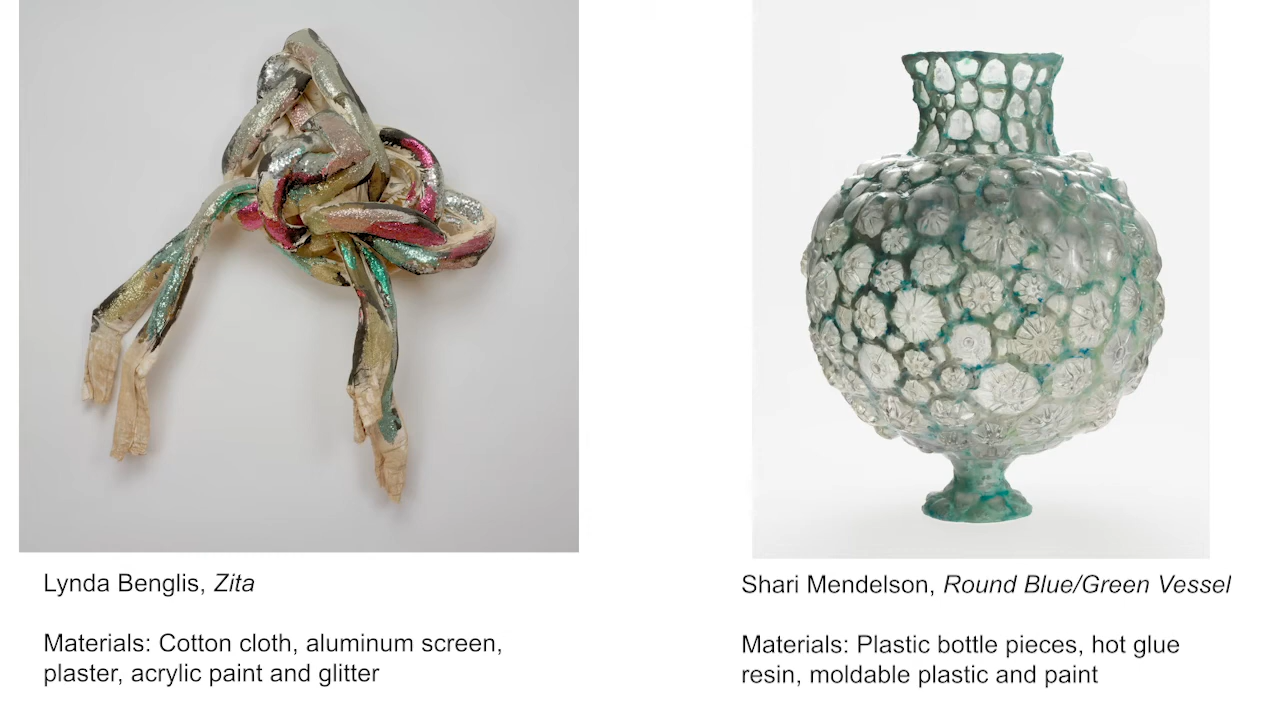 Lynda Benglis, Zita
Materials: Cotton cloth, aluminum screen,
plaster, acrylic paint and glitter
Shari Mendelson, Round Blue/Green Vessel
Materials: Plastic bottle pieces, hot glue
resin, moldable plastic and paint